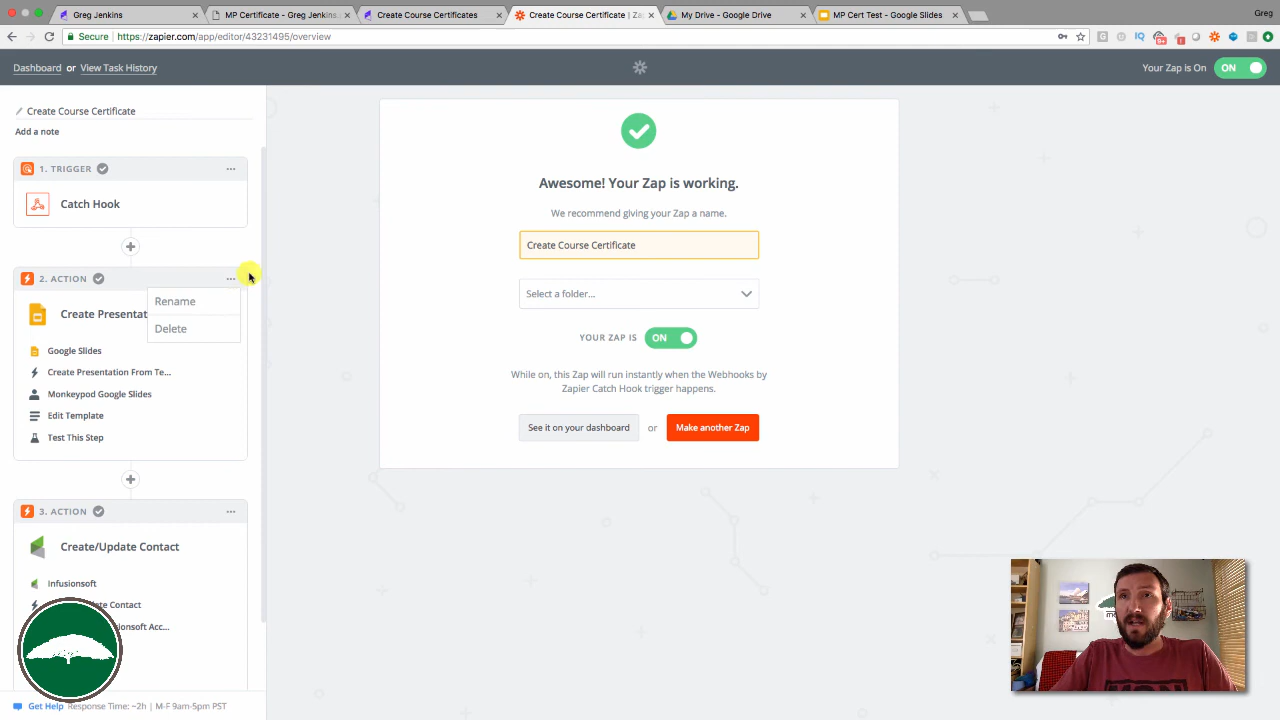 Greg Jenkins
MP Certificate - Greg Jenkins.
Create Course Certificates
Create Course Certificate | Za
My Drive - Google Drive
MP Cert Test - Google Slides
Greg
Secure
https://zapier.com/app/editor/43231495/overview
Dashboard or View Task History
Your Zap is On
ON
Create Course Certificate
Add a note
1. TRIGGER
Catch Hook
2. ACTION
Rename
Create Presentat
Delete
Google Slides
Create Presentation From Te...
Monkeypod Google Slides
Edit Template
Test This Step
3. ACTION
Create/Update Contact
Infusionsoft
te Contact
usionsoft Acc...
Get Help Response Time: ~2h | M-F 9am-5pm PST
Awesome! Your Zap is working.
We recommend giving your Zap a name.
Create Course Certificate
Select a folder...
YOUR ZAP IS
ON
While on, this Zap will run instantly when the Webhooks by
Zapier Catch Hook trigger happens.
See it on your dashboard
or
Make another Zap